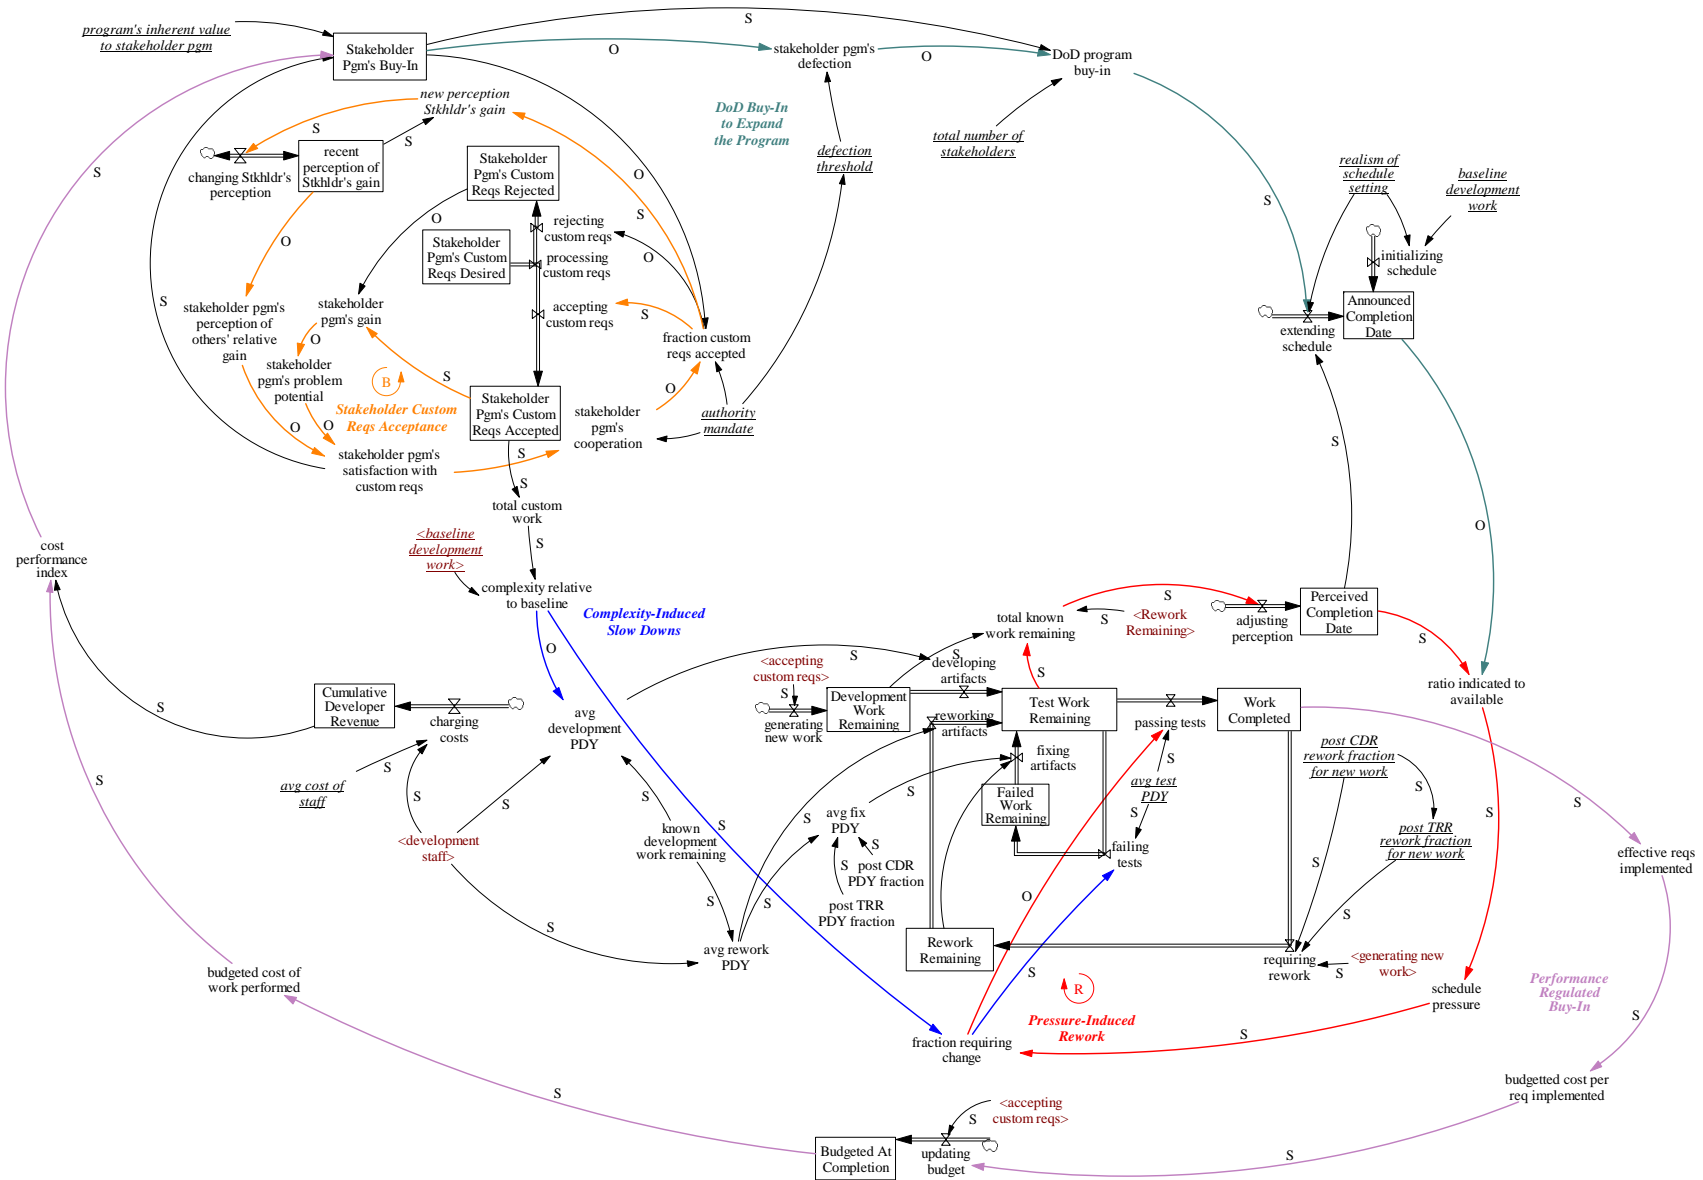 program's inherent value
to stakeholder pgm
Stakeholder
Pgm's Buy-In
S
O
stakeholder pgm's
defection
O
DoD program
buy-in
new perception
Stkhldr's gain
DoD Buy-In
to Expand
the Program
total number of
stakeholders
defection
threshold
S
S
recent
perception of
Stkhldr's gain
changing Stkhldr's
perception
Stakeholder
Pgm's Custom
Reqs Rejected
O
S
S
O
rejecting
custom reqs
O
Stakeholder
Pgm's Custom
Reqs Desired
processing
custom reqs
accepting
custom reqs
S
O
S
realism of
schedule
setting
baseline
development
work
S
initializing
schedule
Announced
Completion
Date
extending
schedule
stakeholder pgm's
perception of
others' relative
gain
stakeholder
pgm's gain
O
stakeholder
pgm's problem
potential
B
S
Stakeholder Custom
Reqs Acceptance
fraction custom
reqs accepted
O
Stakeholder
Pgm's Custom
Reqs Accepted
stakeholder
pgm's
cooperation
authority
mandate
O
O
stakeholder pgm's
satisfaction with
custom reqs
S
S
S
S
total custom
work
S
O
cost
performance
index
<baseline
development
work>
complexity relative
to baseline
Complexity-Induced
Slow Downs
O
total known
work remaining
S
S
<Rework
Remaining>
adjusting
perception
Perceived
Completion
Date
S
ratio indicated to
available
S
S
developing
artifacts
S
<accepting
custom reqs>
S
generating
new work
Development
Work
Remaining
Test Work
Remaining
Work
Completed
passing tests
reworking
artifacts
fixing
artifacts
Cumulative
Developer
Revenue
charging
costs
avg
development
PDY
S
S
avg cost of
staff
S
S
<development
staff>
S
known
development
work remaining
S
S
S
avg fix
PDY
S
Failed
Work
Remaining
S
avg test
PDY
S
failing
tests
post CDR
rework fraction
for new work
S
post TRR
rework fraction
for new work
S
S
S
effective reqs
implemented
S
S
post CDR
PDY fraction
post TRR
PDY fraction
S
S
S
avg rework
PDY
Rework
Remaining
O
S
S
requiring
rework
S
<generating new
work>
budgeted cost of
work performed
R
Pressure-Induced
Rework
schedule
pressure
Performance
Regulated
Buy-In
S
S
fraction requiring
change
budgetted cost per
req implemented
S
<accepting
custom reqs>
S
Budgeted At
Completion
updating
budget
S